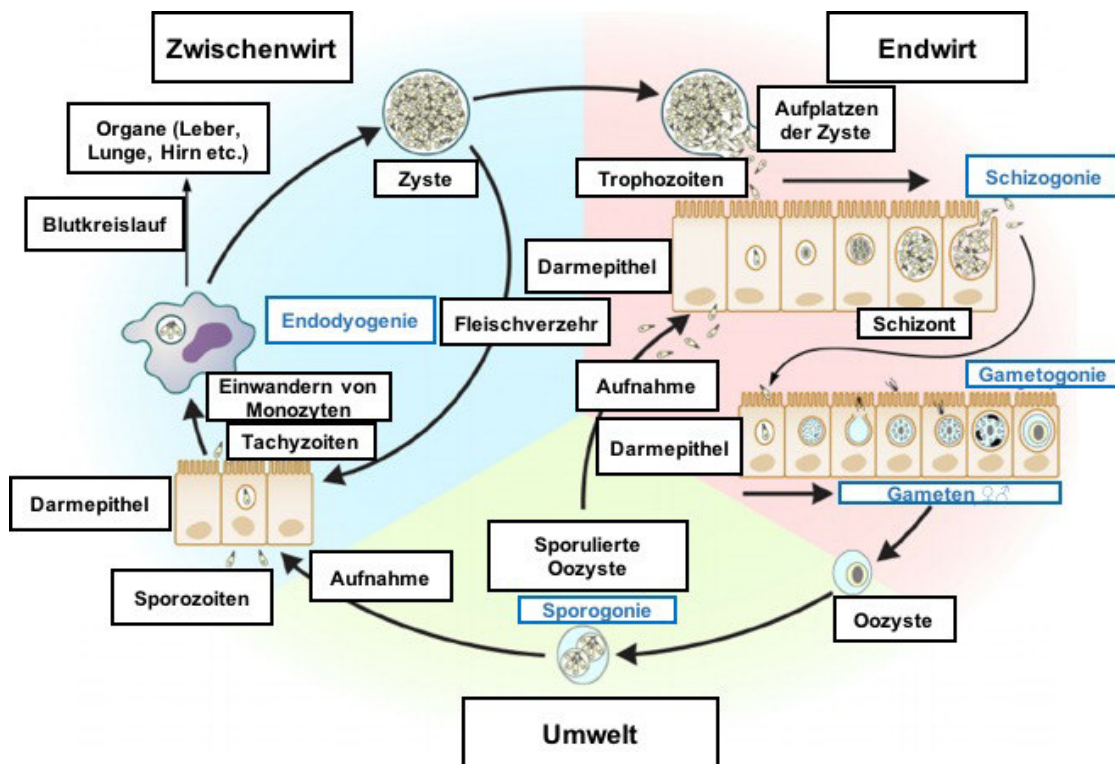 Zwischenwirt
Endwirt
Organe (Leber,
Lunge, Hirn etc.)
Aufplatzen
der Zyste
Zyste
Trophozoiten
Schizogonie
Blutkreislauf
Darmepithel
Endodyogenie
Fleischverzehr
Schizont
Einwandern von
Monozyten
Aufnahme
Gametogonie
Tachyzoiten
Darmepithel
Darmepithel
Gameten ♀♂
Sporulierte
Oozyste
Aufnahme
Sporozoiten
Sporogonie
Oozyste
Umwelt